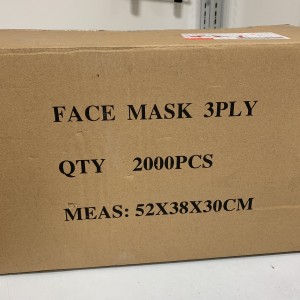 FACE MASK 3PLY
QTY 2000PCS
MEAS: 52X38X30CM